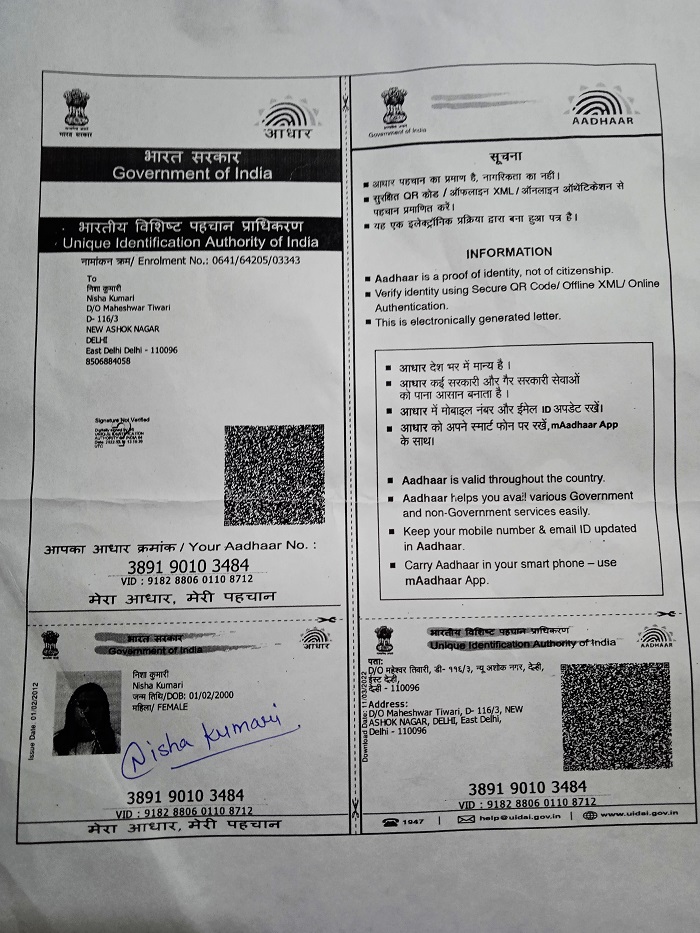 भारत सरकार
आधार
भारत सरकार
Government of India
भारतीय विशिष्ट पहचान प्राधिकरण
Unique Identification Authority of India
नामांकन क्रम/ Enrolment No.: 0641/64205/03343
To
निशा कुमारी
Nisha Kumari
D/O Maheshwar Tiwari
D- 116/3
NEW ASHOK NAGAR
DELHI
East Delhi Delhi - 110096
8506884058
Signature Not Verified
आपका आधार क्रमांक / Your Aadhaar No. :
3891 9010 3484
VID : 9182 8806 0110 8712
मेरा आधार, मेरी पहचान
भारत सरकार
Government of India
आधार
Issue Date: 01/02/2012
निशा कुमारी
Nisha Kumari
जन्म तिथि/DOB: 01/02/2000
महिला/ FEMALE
Nisha Kumari
3891 9010 3484
VID : 9182 8806 0110 8712
मेरा आधार, मेरी पहचान
Government of India
AADHAAR
सूचना
■ आधार पहचान का प्रमाण है, नागरिकता का नहीं।
■ सुरक्षित QR कोड / ऑफलाइन XML / ऑनलाइन ऑथेंटिकेशन से
पहचान प्रमाणित करें।
■ यह एक इलेक्ट्रॉनिक प्रक्रिया द्वारा बना हुआ पत्र है।
INFORMATION
■ Aadhaar is a proof of identity, not of citizenship.
■ Verify identity using Secure QR Code/ Offline XML/ Online
Authentication.
■ This is electronically generated letter.
■ आधार देश भर में मान्य है ।
■ आधार कई सरकारी और गैर सरकारी सेवाओं
को पाना आसान बनाता है ।
■ आधार में मोबाइल नंबर और ईमेल ID अपडेट रखें।
■ आधार को अपने स्मार्ट फोन पर रखें, mAadhaar App
के साथ।
■ Aadhaar is valid throughout the country.
■ Aadhaar helps you avail various Government
and non-Government services easily.
■ Keep your mobile number & email ID updated
in Aadhaar.
■ Carry Aadhaar in your smart phone – use
mAadhaar App.
भारतीय विशिष्ट पहचान प्राधिकरण
Unique Identification Authority of India
AADHAAR
Download Date: 11/03/2022
पता:
D/O महेश्वर तिवारी, डी- ११६/३, न्यू अशोक नगर, देल्ही,
ईस्ट देल्ही,
देल्ही - 110096
Address:
D/O Maheshwar Tiwari, D- 116/3, NEW
ASHOK NAGAR, DELHI, East Delhi,
Delhi - 110096
3891 9010 3484
VID : 9182 8806 0110 8712
1947 | help@uidai.gov.in | www.uidai.gov.in